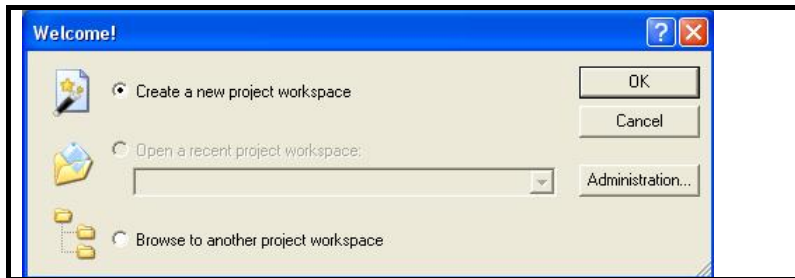 Welcome!
Create a new project workspace
OK
Cancel
Open a recent project workspace:
Administration...
Browse to another project workspace